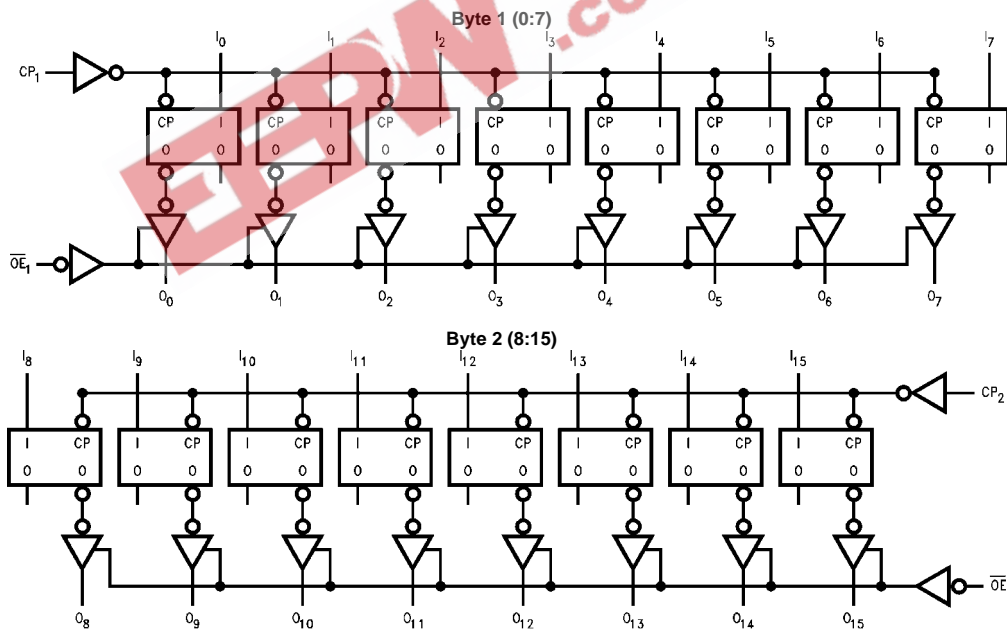 Byte 1 (0:7)
I0 I1 I2 I3 I4 I5 I6 I7
CP1
CP I CP I CP I CP I CP I CP I CP I CP I
O O O O O O O O O O O O O O O O
OE1
O0 O1 O2 O3 O4 O5 O6 O7
EEPW.co
Byte 2 (8:15)
I8 I9 I10 I11 I12 I13 I14 I15
CP2
I CP I CP I CP I CP I CP I CP I CP I CP
O O O O O O O O O O O O O O O O
OE
O8 O9 O10 O11 O12 O13 O14 O15